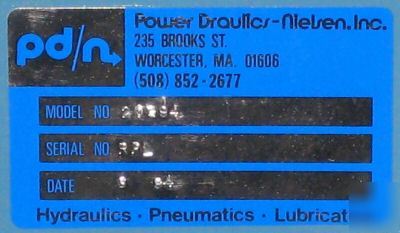 pd/n
Power Draulics-Nielsen, Inc.
235 BROOKS ST.
WORCESTER, MA. 01606
(508) 852-2677
MODEL NO
SERIAL NO
DATE
Hydraulics • Pneumatics •